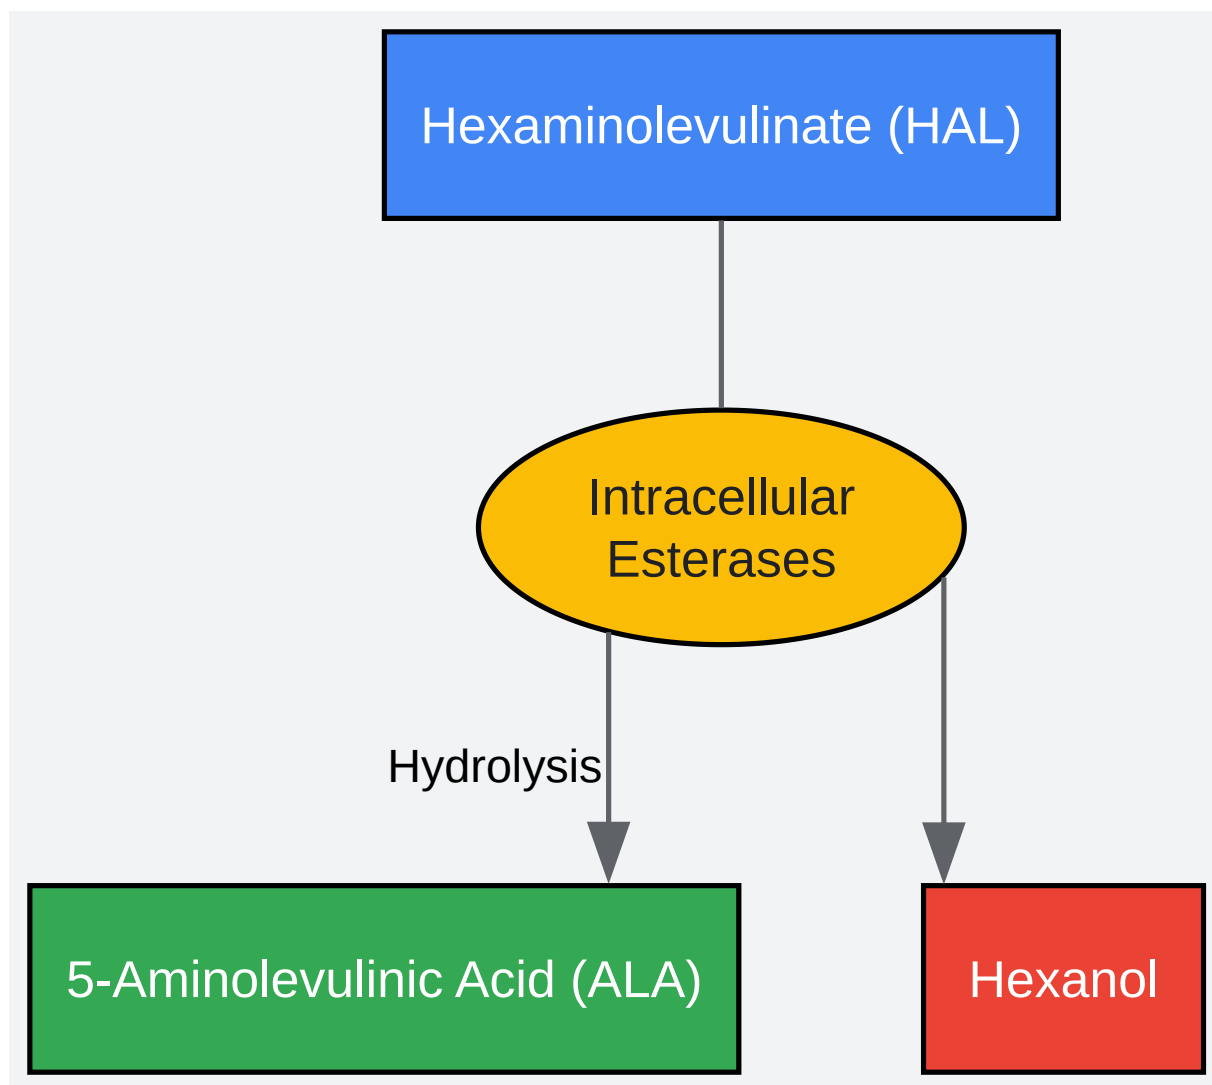 Hexaminolevulinate (HAL)
Intracellular
Esterases
Hydrolysis
5-Aminolevulinic Acid (ALA)
Hexanol